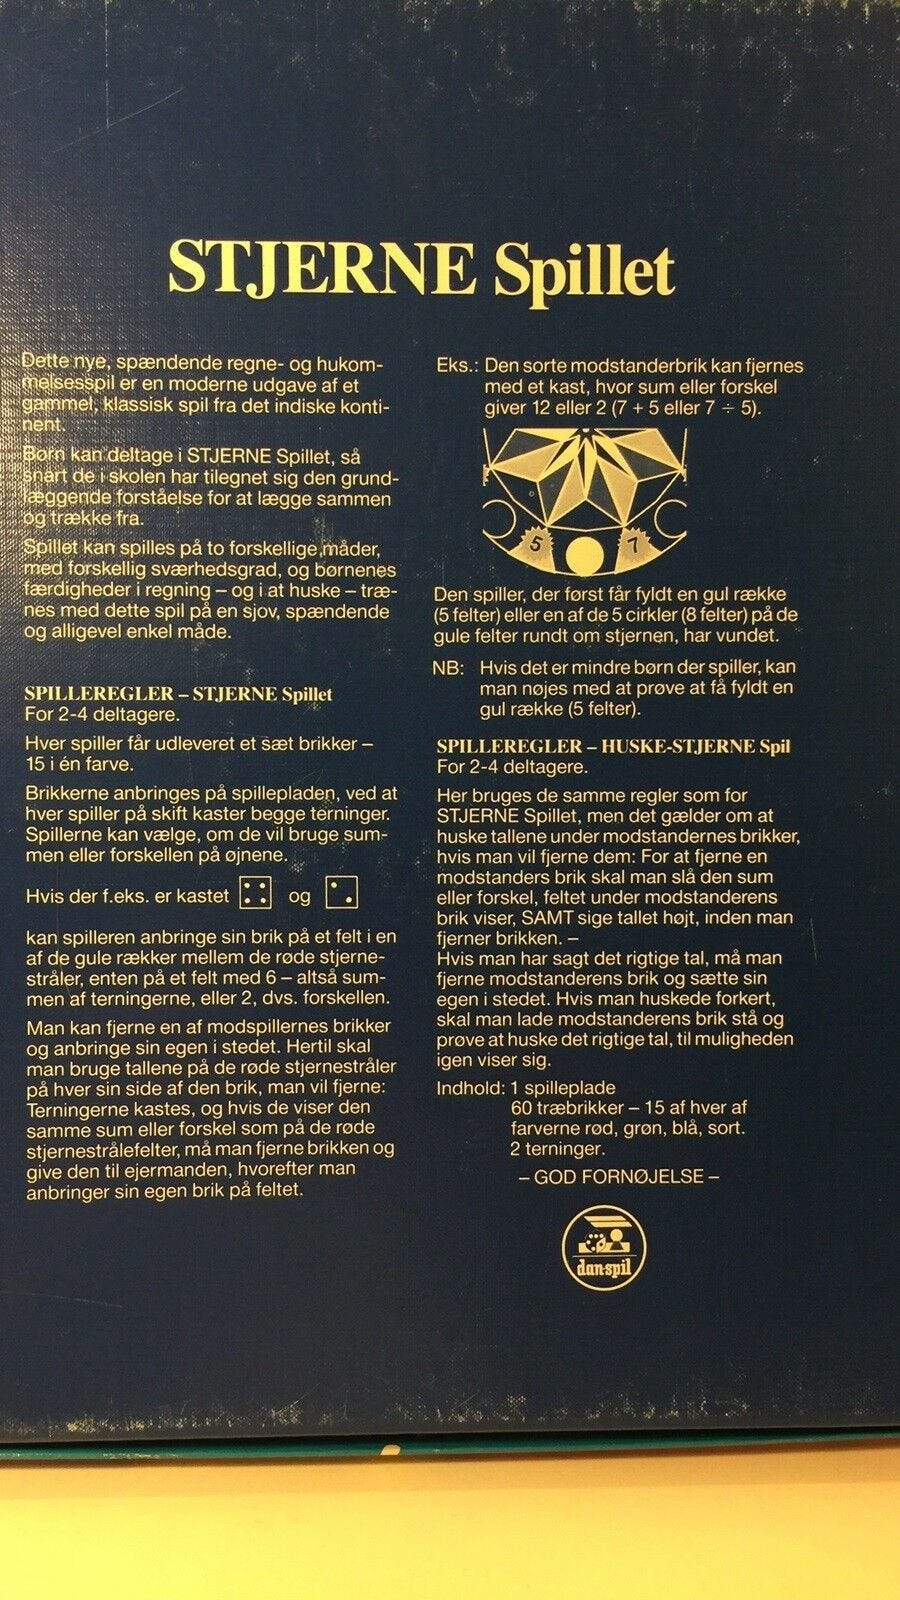 STJERNE Spillet
Dette nye, spændende regne- og hukom-
melsesspil er en moderne udgave af et
gammel, klassisk spil fra det indiske konti-
nent.
Børn kan deltage i STJERNE Spillet, så
snart de i skolen har tilegnet sig den grund-
læggende forståelse for at lægge sammen
og trække fra.
Spillet kan spilles på to forskellige måder,
med forskellig sværhedsgrad, og børnenes
færdigheder i regning – og i at huske – træ-
nes med dette spil på en sjov, spændende
og alligevel enkel måde.
SPILLEREGLER – STJERNE Spillet
For 2-4 deltagere.
Hver spiller får udleveret et sæt brikker –
15 i én farve.
Brikkerne anbringes på spillepladen, ved at
hver spiller på skift kaster begge terninger.
Spillerne kan vælge, om de vil bruge sum-
men eller forskellen på øjnene.
Hvis der f.eks. er kastet og
kan spilleren anbringe sin brik på et felt i en
af de gule rækker mellem de røde stjerne-
stråler, enten på et felt med 6 – altså sum-
men af terningerne, eller 2, dvs. forskellen.
Man kan fjerne en af modspillernes brikker
og anbringe sin egen i stedet. Hertil skal
man bruge tallene på de røde stjernestråler
på hver sin side af den brik, man vil fjerne:
Terningerne kastes, og hvis de viser den
samme sum eller forskel som på de røde
stjernestrålefelter, må man fjerne brikken og
give den til ejermanden, hvorefter man
anbringer sin egen brik på feltet.
Eks.: Den sorte modstanderbrik kan fjernes
med et kast, hvor sum eller forskel
giver 12 eller 2 (7 + 5 eller 7 ÷ 5).
5 7
Den spiller, der først får fyldt en gul række
(5 felter) eller en af de 5 cirkler (8 felter) på de
gule felter rundt om stjernen, har vundet.
NB: Hvis det er mindre børn der spiller, kan
man nøjes med at prøve at få fyldt en
gul række (5 felter).
SPILLEREGLER – HUSKE-STJERNE Spil
For 2-4 deltagere.
Her bruges de samme regler som for
STJERNE Spillet, men det gælder om at
huske tallene under modstandernes brikker,
hvis man vil fjerne dem: For at fjerne en
modstanders brik skal man slå den sum
eller forskel, feltet under modstanderens
brik viser, SAMT sige tallet højt, inden man
fjerner brikken. –
Hvis man har sagt det rigtige tal, må man
fjerne modstanderens brik og sætte sin
egen i stedet. Hvis man huskede forkert,
skal man lade modstanderens brik stå og
prøve at huske det rigtige tal, til muligheden
igen viser sig.
Indhold: 1 spilleplade
60 træbrikker – 15 af hver af
farverne rød, grøn, blå, sort.
2 terninger.
– GOD FORNØJELSE –
dan-spil